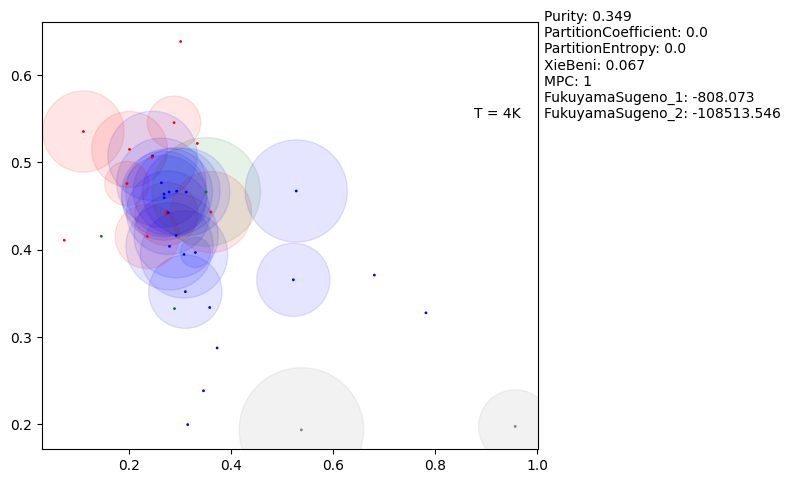 Purity: 0.349
PartitionCoefficient: 0.0
PartitionEntropy: 0.0
XieBeni: 0.067
MPC: 1
FukuyamaSugeno_1: -808.073
FukuyamaSugeno_2: -108513.546
T = 4K
0.6
0.5
0.4
0.3
0.2
0.2
0.4
0.6
0.8
1.0